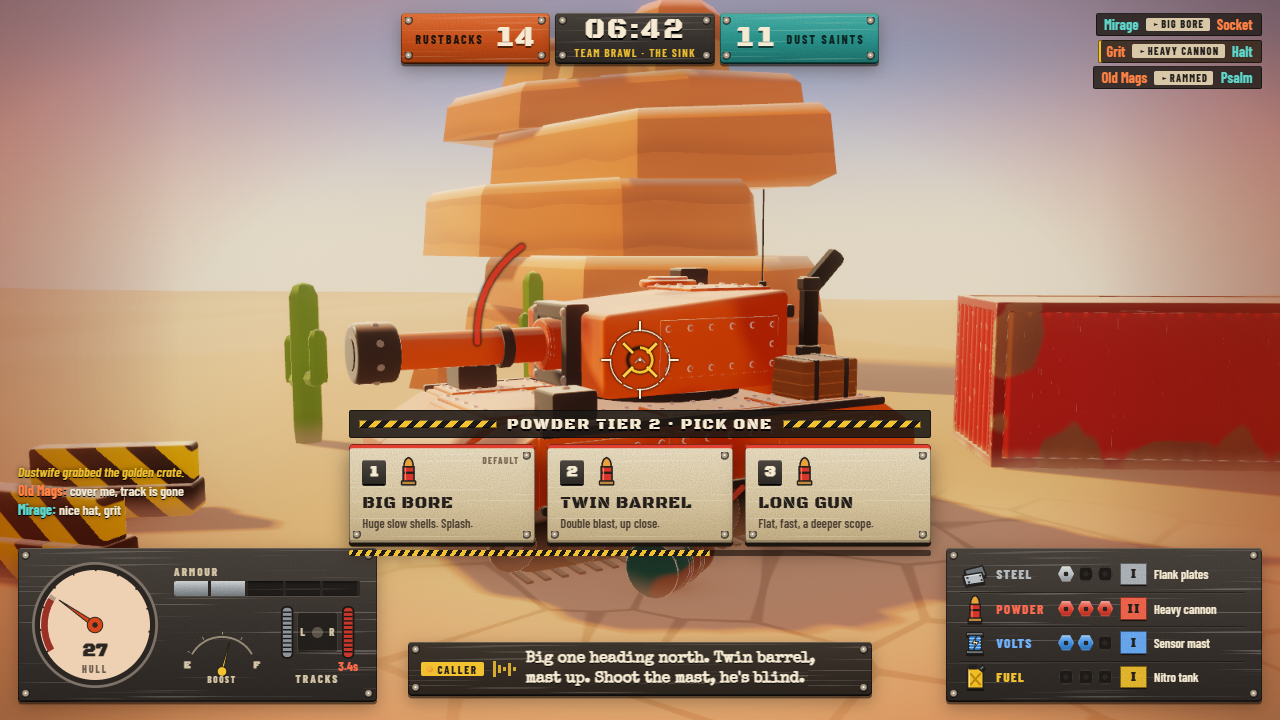 RUSTBACKS 14
06:42
TEAM BRAWL · THE SINK
11 DUST SAINTS
Mirage BIG BORE Socket
Grit HEAVY CANNON Halt
Old Mags RAMMED Psalm
POWDER TIER 2 · PICK ONE
1 DEFAULT
BIG BORE
Huge slow shells. Splash.
2
TWIN BARREL
Double blast, up close.
3
LONG GUN
Flat, fast, a deeper scope.
Dustwife grabbed the golden crate.
Old Mags: cover me, track is gone
Mirage: nice hat, grit
27
HULL
ARMOUR
E F
BOOST
L R
3.4s
TRACKS
CALLER
Big one heading north. Twin barrel,
mast up. Shoot the mast, he's blind.
STEEL I Flank plates
POWDER II Heavy cannon
VOLTS I Sensor mast
FUEL I Nitro tank